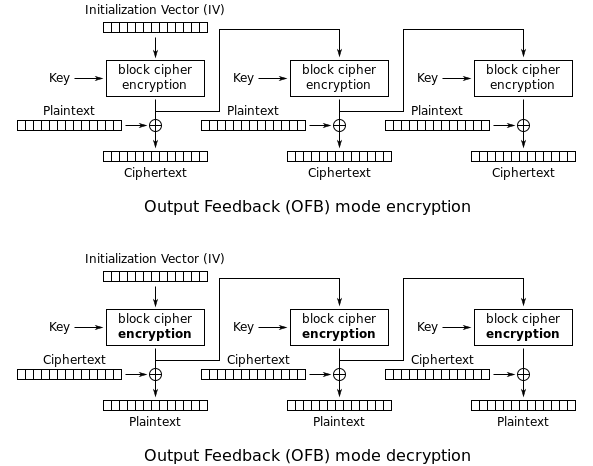 Initialization Vector (IV)
Key
block cipher
encryption
Key
block cipher
encryption
Key
block cipher
encryption
Plaintext
Plaintext
Plaintext
Ciphertext
Ciphertext
Ciphertext
Output Feedback (OFB) mode encryption
Initialization Vector (IV)
Key
block cipher
encryption
Key
block cipher
encryption
Key
block cipher
encryption
Ciphertext
Ciphertext
Ciphertext
Plaintext
Plaintext
Plaintext
Output Feedback (OFB) mode decryption